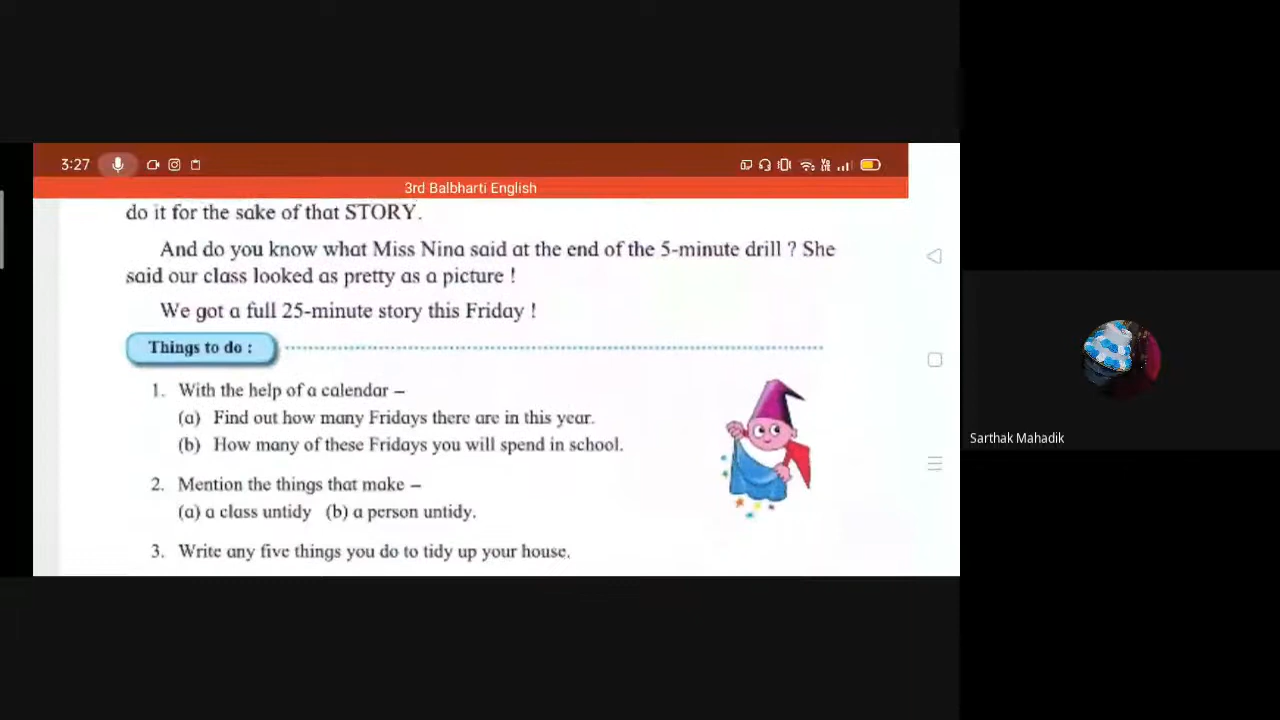 3:27
3rd Balbharti English
do it for the sake of that STORY.
And do you know what Miss Nina said at the end of the 5-minute drill ? She
said our class looked as pretty as a picture !
We got a full 25-minute story this Friday !
Things to do :
1. With the help of a calendar –
(a) Find out how many Fridays there are in this year.
(b) How many of these Fridays you will spend in school.
2. Mention the things that make –
(a) a class untidy (b) a person untidy.
3. Write any five things you do to tidy up your house.
Sarthak Mahadik